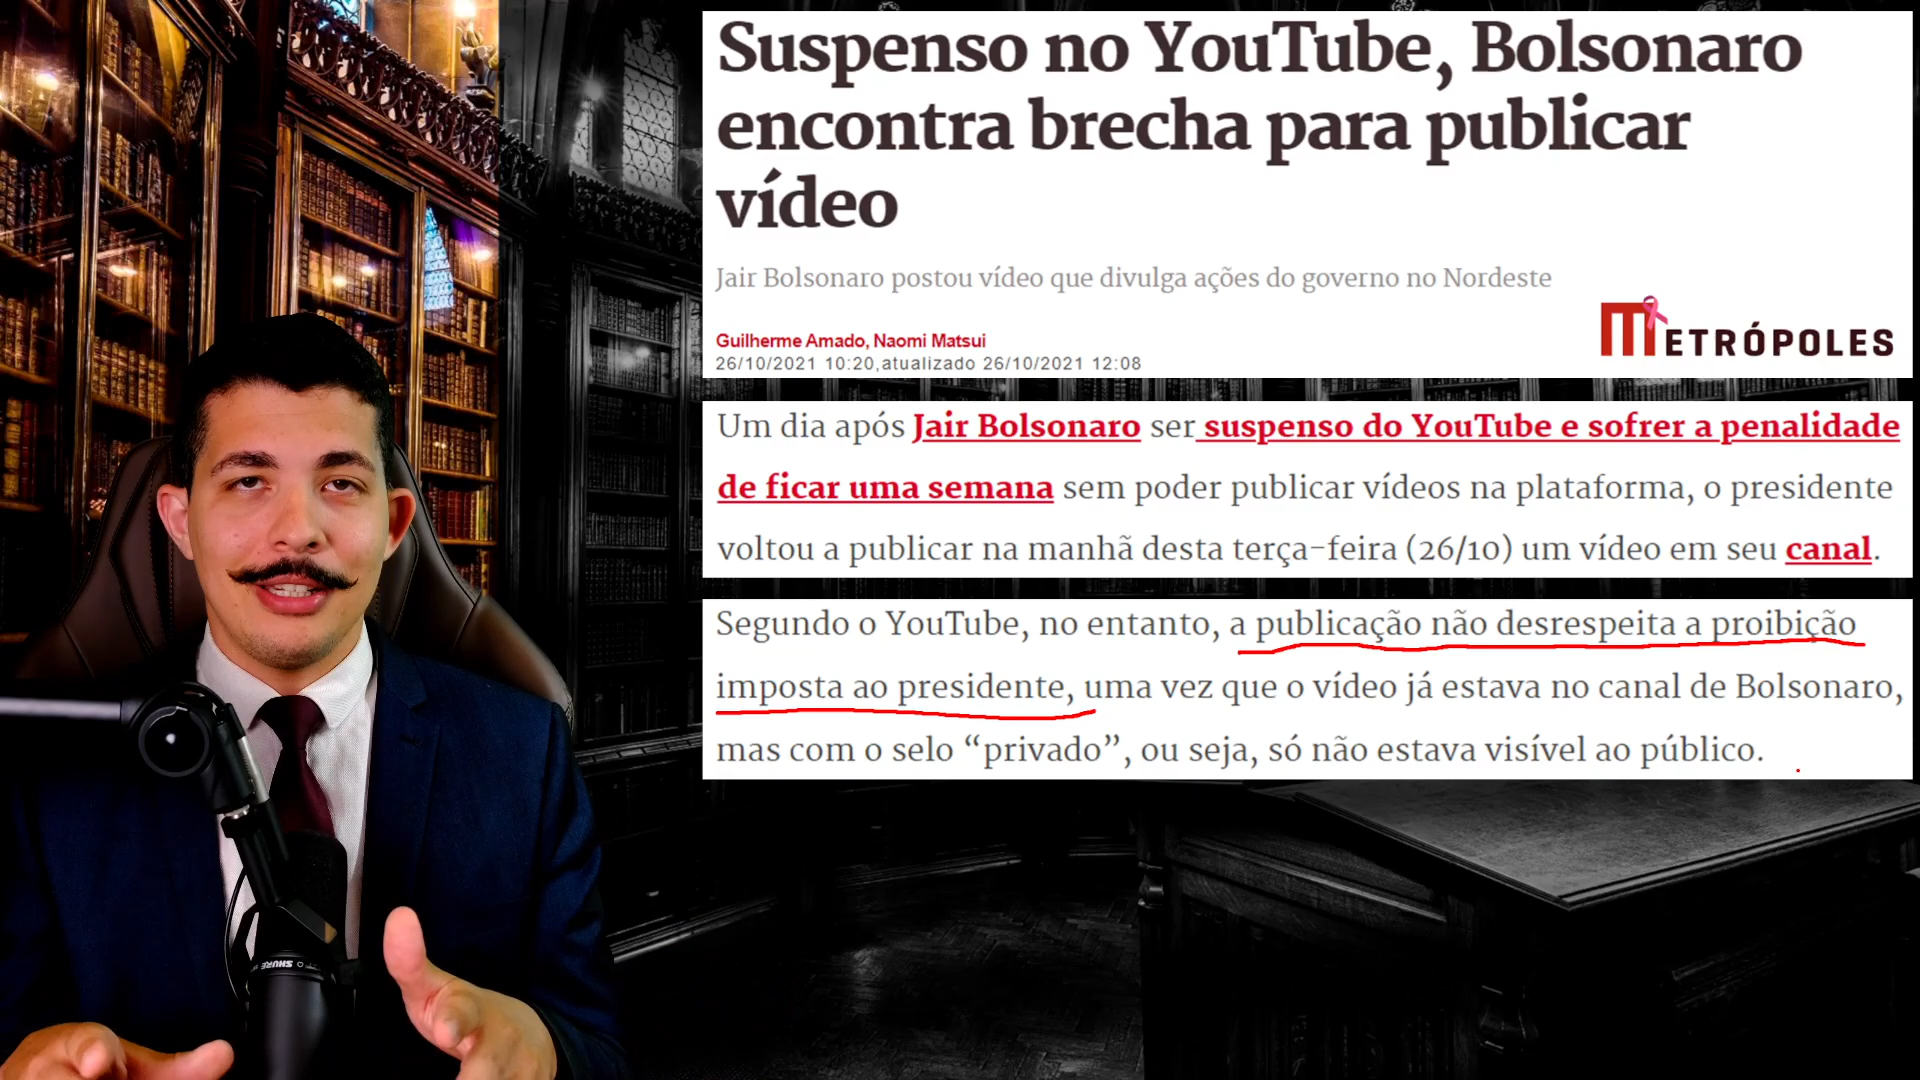 Suspenso no YouTube, Bolsonaro
encontra brecha para publicar
vídeo
Jair Bolsonaro postou vídeo que divulga ações do governo no Nordeste
METRÓPOLES
Guilherme Amado, Naomi Matsui
26/10/2021 10:20,atualizado 26/10/2021 12:08
Um dia após Jair Bolsonaro ser suspenso do YouTube e sofrer a penalidade
de ficar uma semana sem poder publicar vídeos na plataforma, o presidente
voltou a publicar na manhã desta terça-feira (26/10) um vídeo em seu canal.
Segundo o YouTube, no entanto, a publicação não desrespeita a proibição
imposta ao presidente, uma vez que o vídeo já estava no canal de Bolsonaro,
mas com o selo “privado”, ou seja, só não estava visível ao público.
SHURE